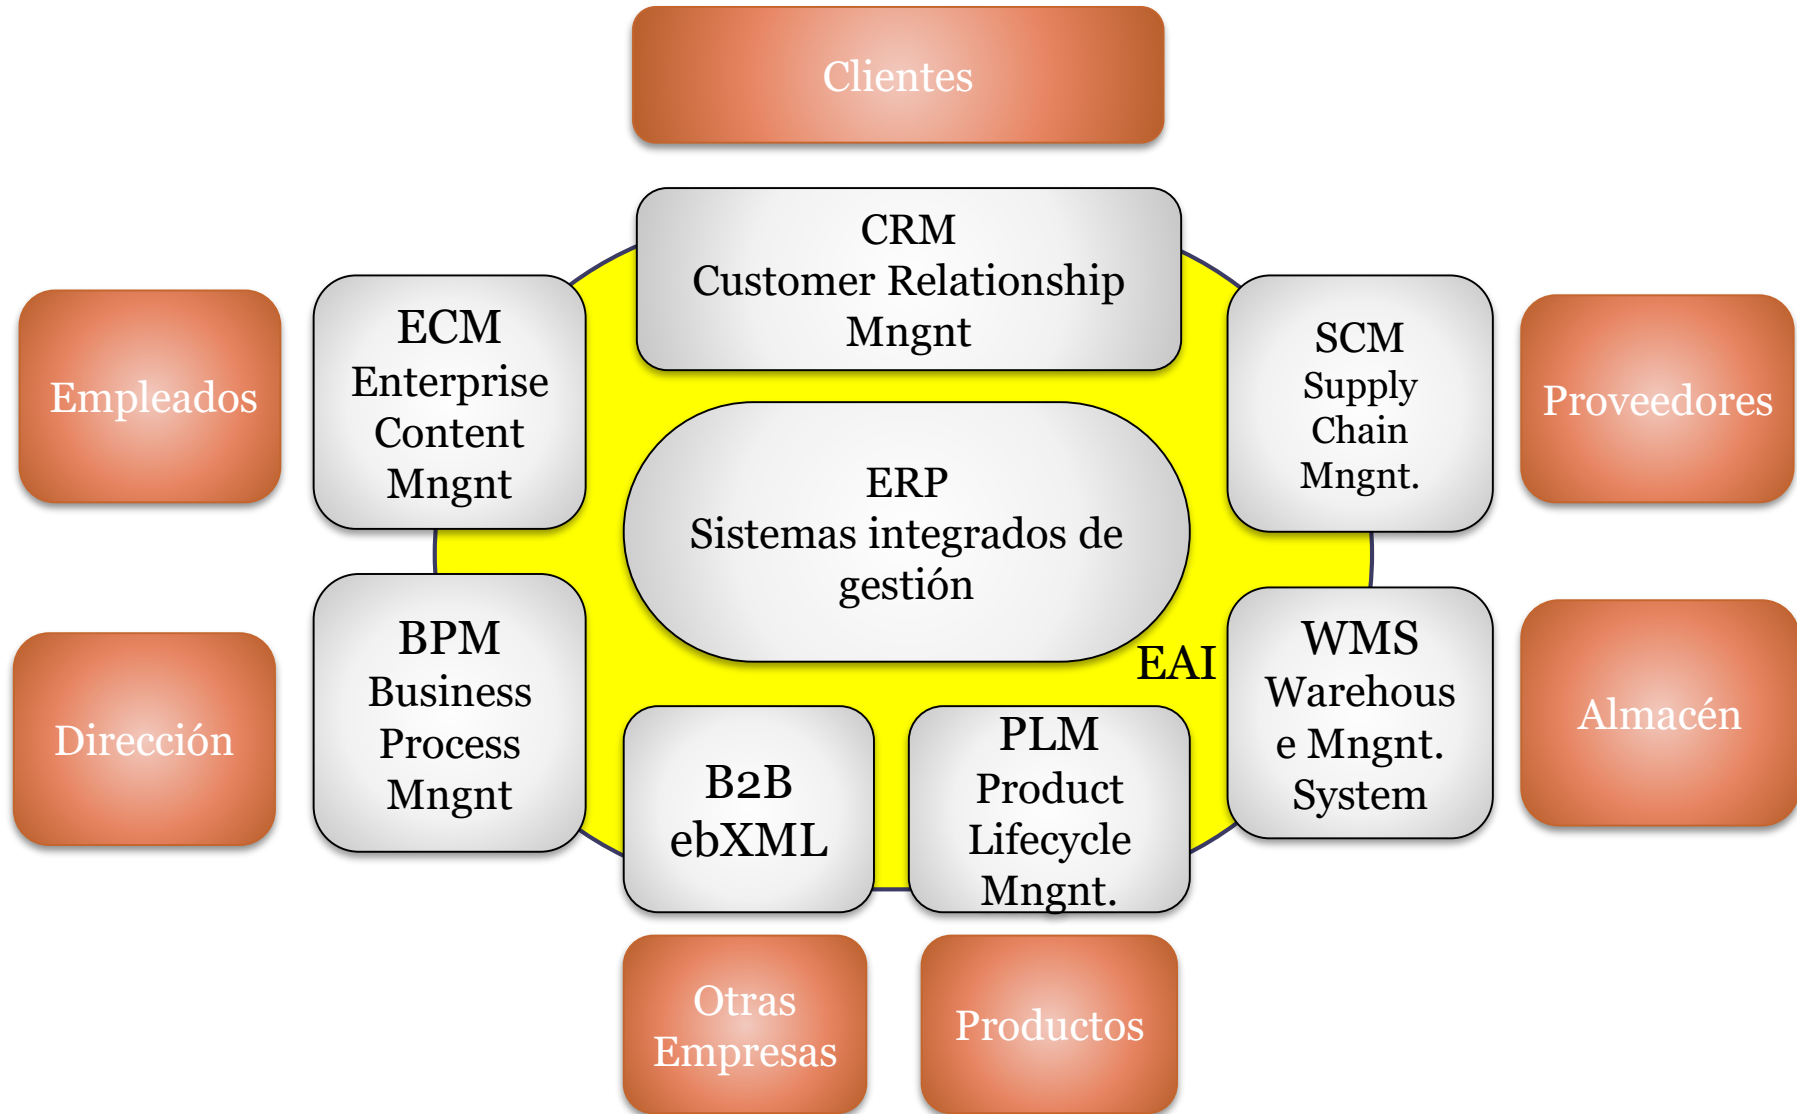 Clientes
CRM
Customer Relationship
Mngnt
Empleados
ECM
Enterprise
Content
Mngnt
SCM
Supply
Chain
Mngnt.
Proveedores
ERP
Sistemas integrados de
gestión
Dirección
BPM
Business
Process
Mngnt
EAI
WMS
Warehous
e Mngnt.
System
Almacén
B2B
ebXML
PLM
Product
Lifecycle
Mngnt.
Otras
Empresas
Productos